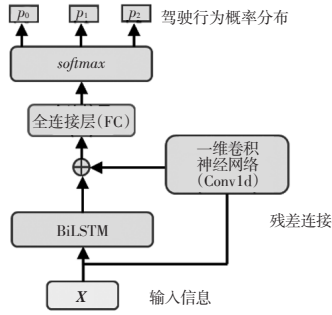 p₀ p₁ p₂ 驾驶行为概率分布
softmax
全连接层(FC)
一维卷积
神经网络
(Conv1d)
残差连接
BiLSTM
X 输入信息